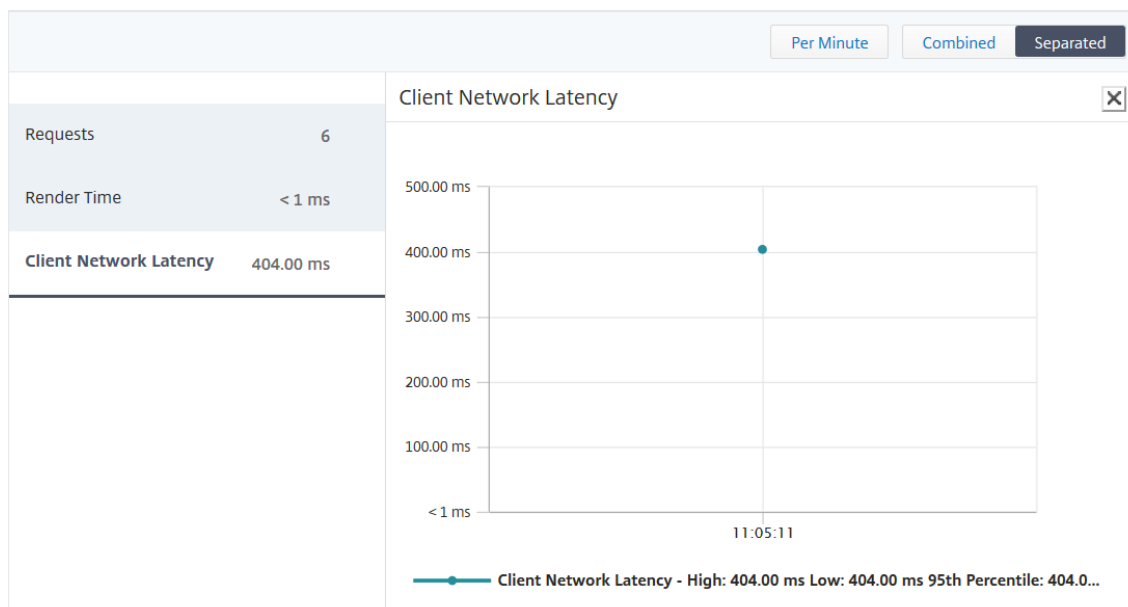 Per Minute Combined Separated
Client Network Latency
Requests 6
Render Time < 1 ms
Client Network Latency 404.00 ms
500.00 ms
400.00 ms
300.00 ms
200.00 ms
100.00 ms
< 1 ms
11:05:11
Client Network Latency - High: 404.00 ms Low: 404.00 ms 95th Percentile: 404.0...